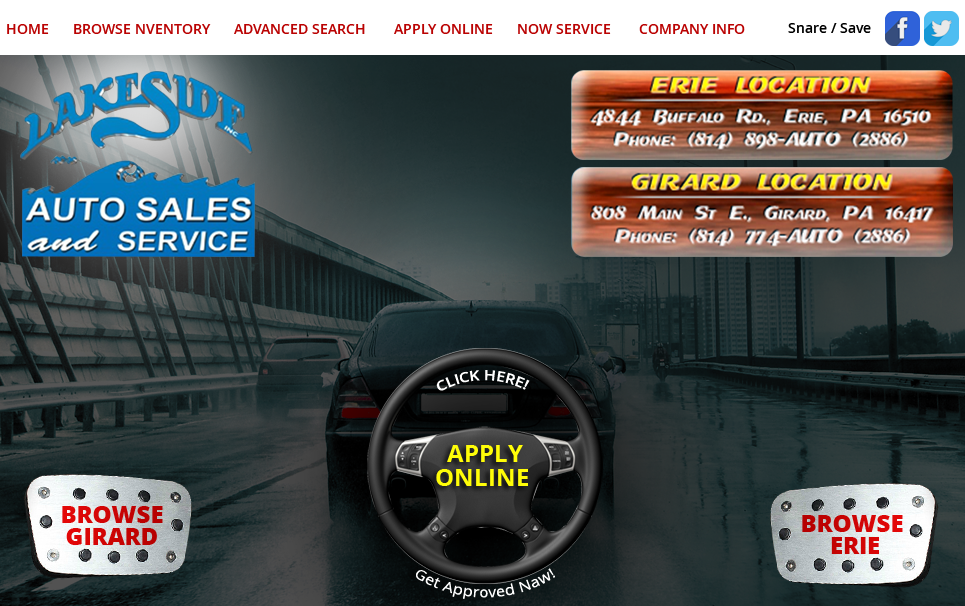 HOME BROWSE NVENTORY ADVANCED SEARCH APPLY ONLINE NOW SERVICE COMPANY INFO Snare / Save
LAKESIDE INC
AUTO SALES
and SERVICE
ERIE LOCATION
4844 BUFFALO RD., ERIE, PA 16510
PHONE: (814) 898-AUTO (2886)
GIRARD LOCATION
808 MAIN ST E., GIRARD, PA 16417
PHONE: (814) 774-AUTO (2886)
CLICK HERE!
APPLY
ONLINE
Get Approved Naw!
BROWSE
GIRARD
BROWSE
ERIE